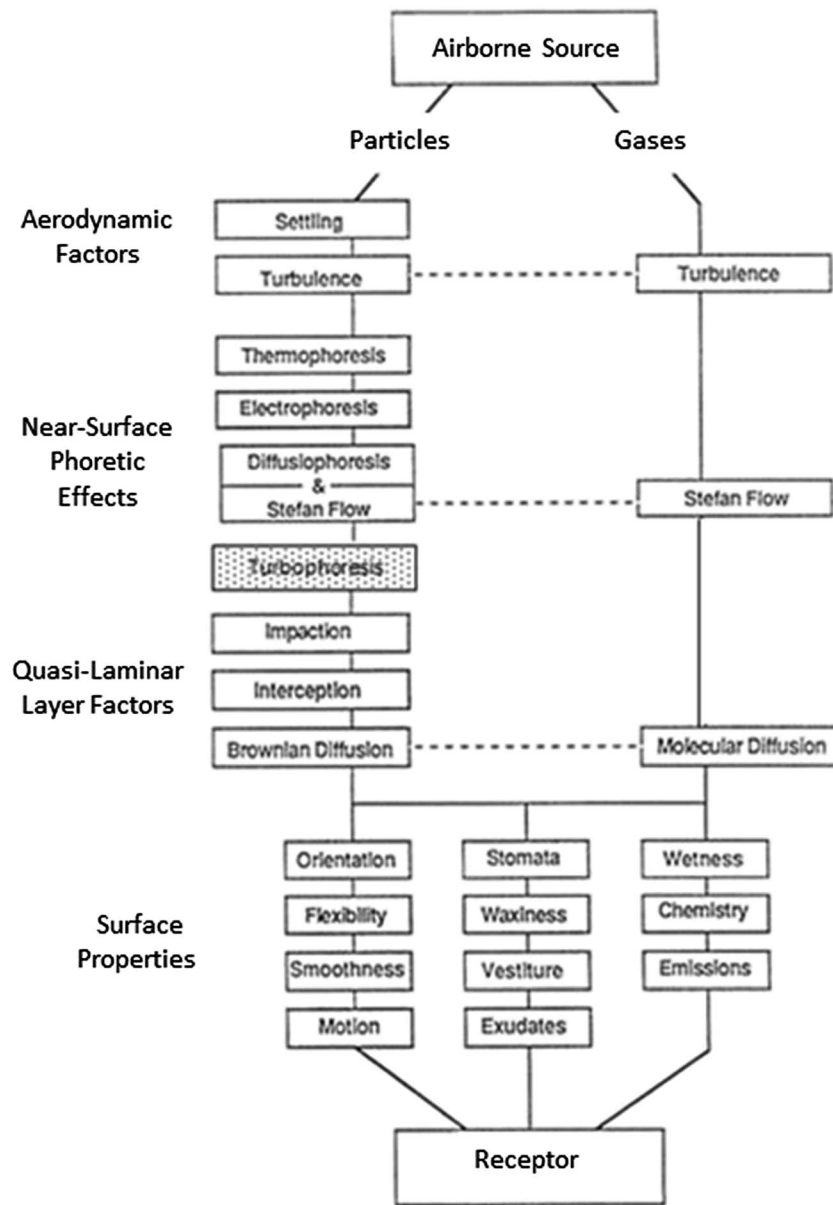 Airborne Source
Particles
Gases
Aerodynamic
Factors
Settling
Turbulence
Turbulence
Near-Surface
Phoretic
Effects
Thermophoresis
Electrophoresis
Diffusiophoresis
&
Stefan Flow
Stefan Flow
Turbophoresis
Quasi-Laminar
Layer Factors
Impaction
Interception
Brownian Diffusion
Molecular Diffusion
Surface
Properties
Orientation
Stomata
Wetness
Flexibility
Waxiness
Chemistry
Smoothness
Vestiture
Emissions
Motion
Exudates
Receptor